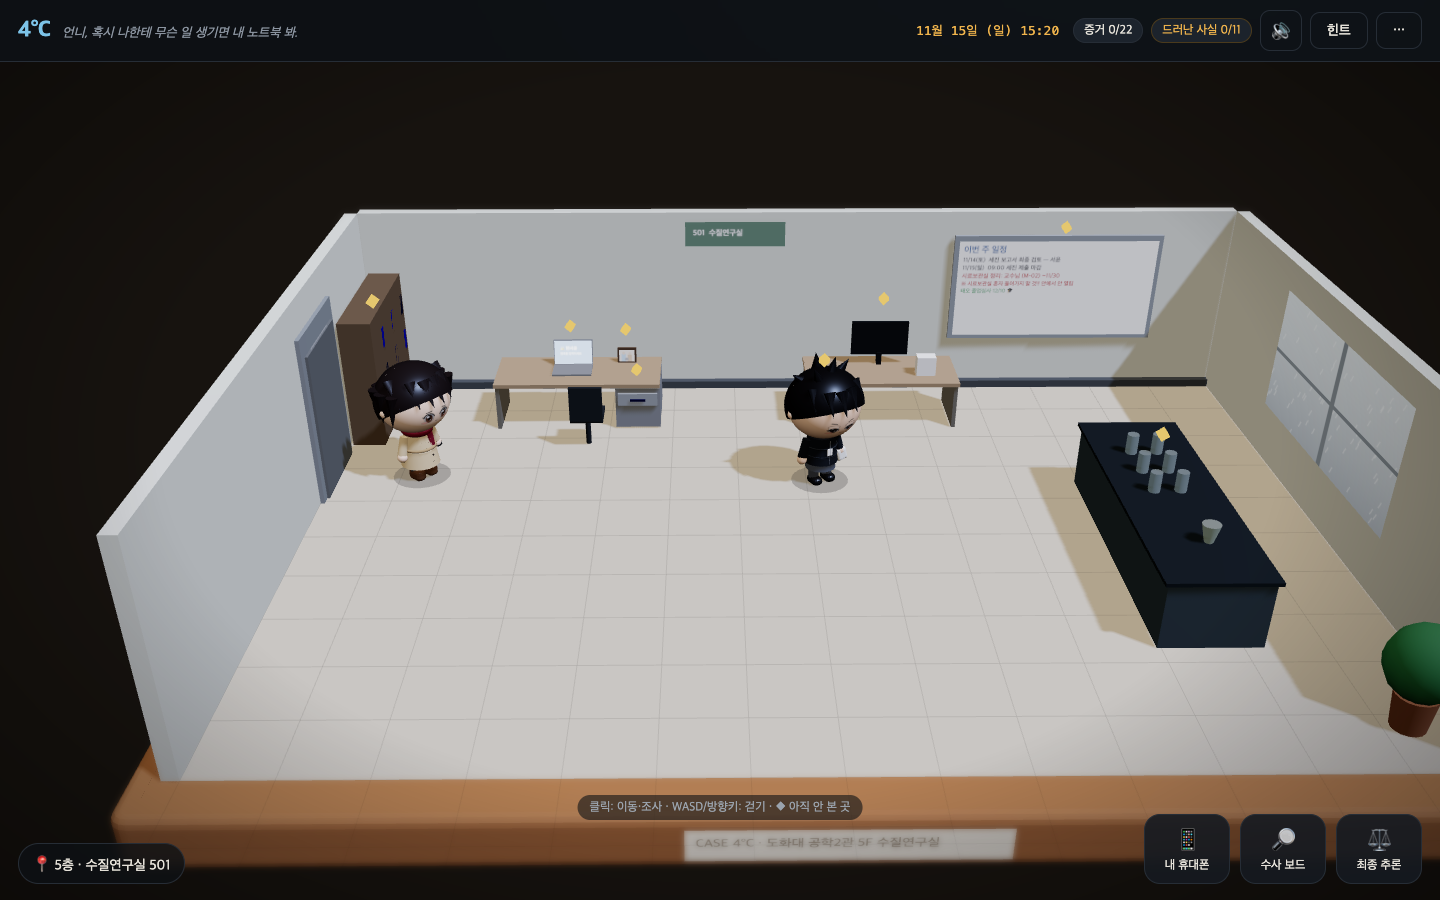 4℃
언니, 혹시 나한테 무슨 일 생기면 내 노트북 봐.
11월 15일 (일) 15:20
증거 0/22
드러난 사실 0/11
힌트
...
501 수질연구실
이번 주 일정
클릭: 이동·조사 · WASD/방향키: 걷기 · ◆ 아직 안 본 곳
CASE 4℃ 도화대 공학2관 5F 수질연구실
5층 · 수질연구실 501
내 휴대폰
수사 보드
최종 추론